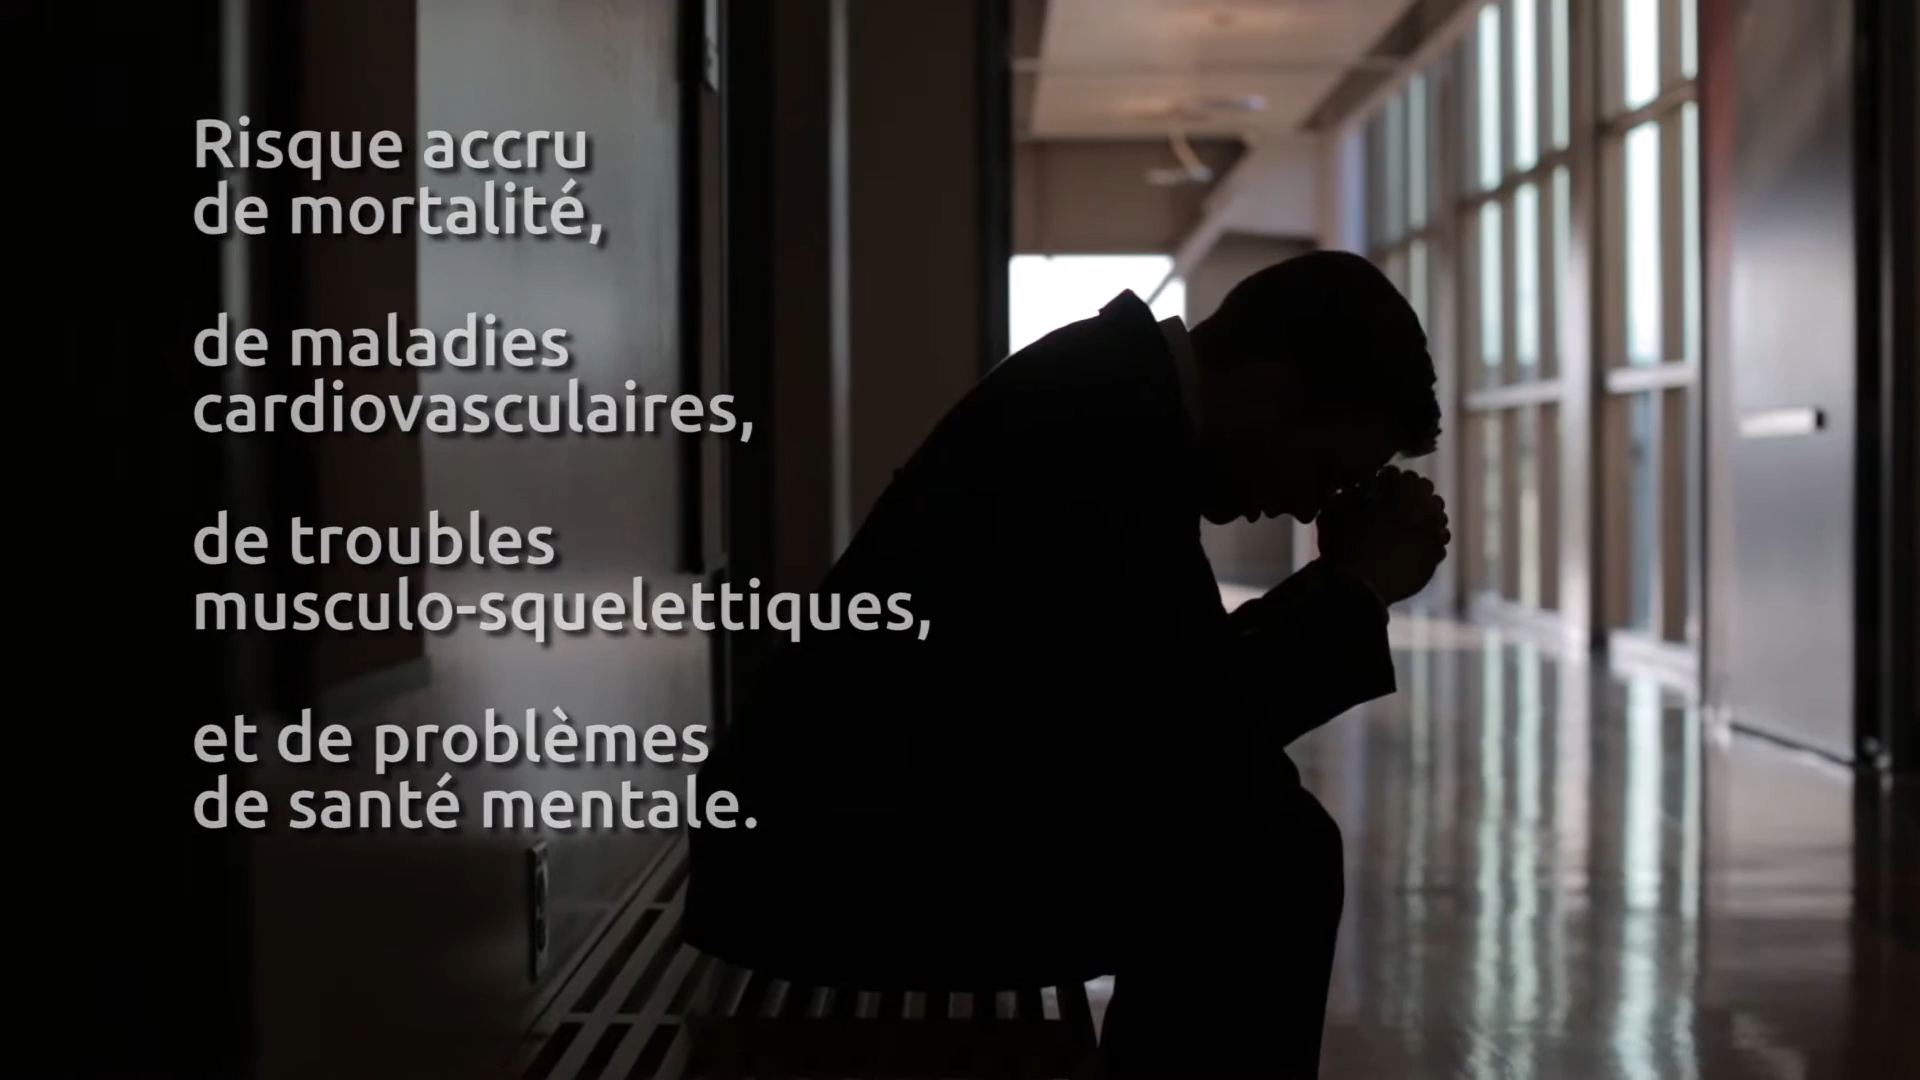 Risque accru
de mortalité,
de maladies
cardiovasculaires,
de troubles
musculo-squelettiques,
et de problèmes
de santé mentale.